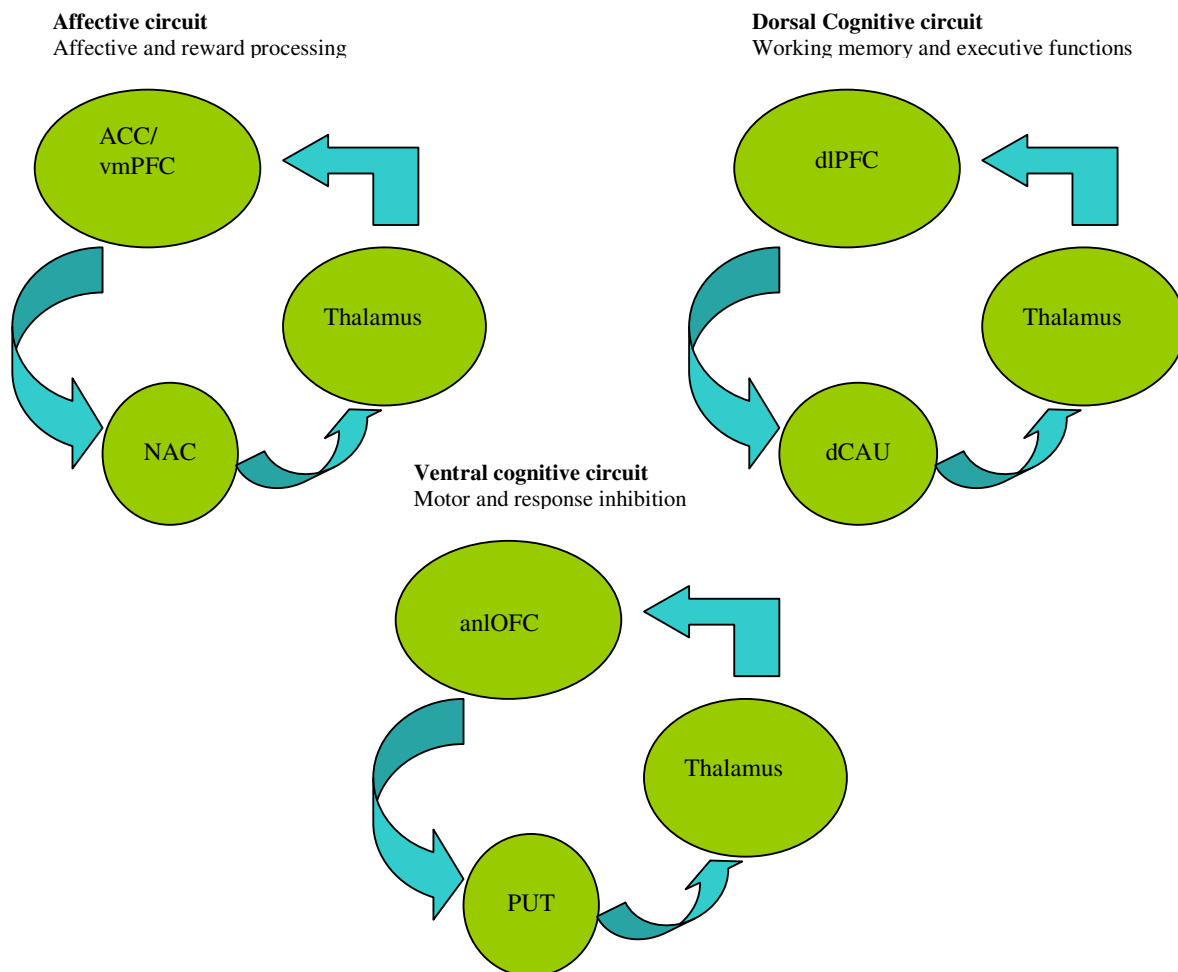 Affective circuit
Affective and reward processing
ACC/
vmPFC
Thalamus
NAC
Dorsal Cognitive circuit
Working memory and executive functions
dlPFC
Thalamus
dCAU
Ventral cognitive circuit
Motor and response inhibition
anlOFC
Thalamus
PUT